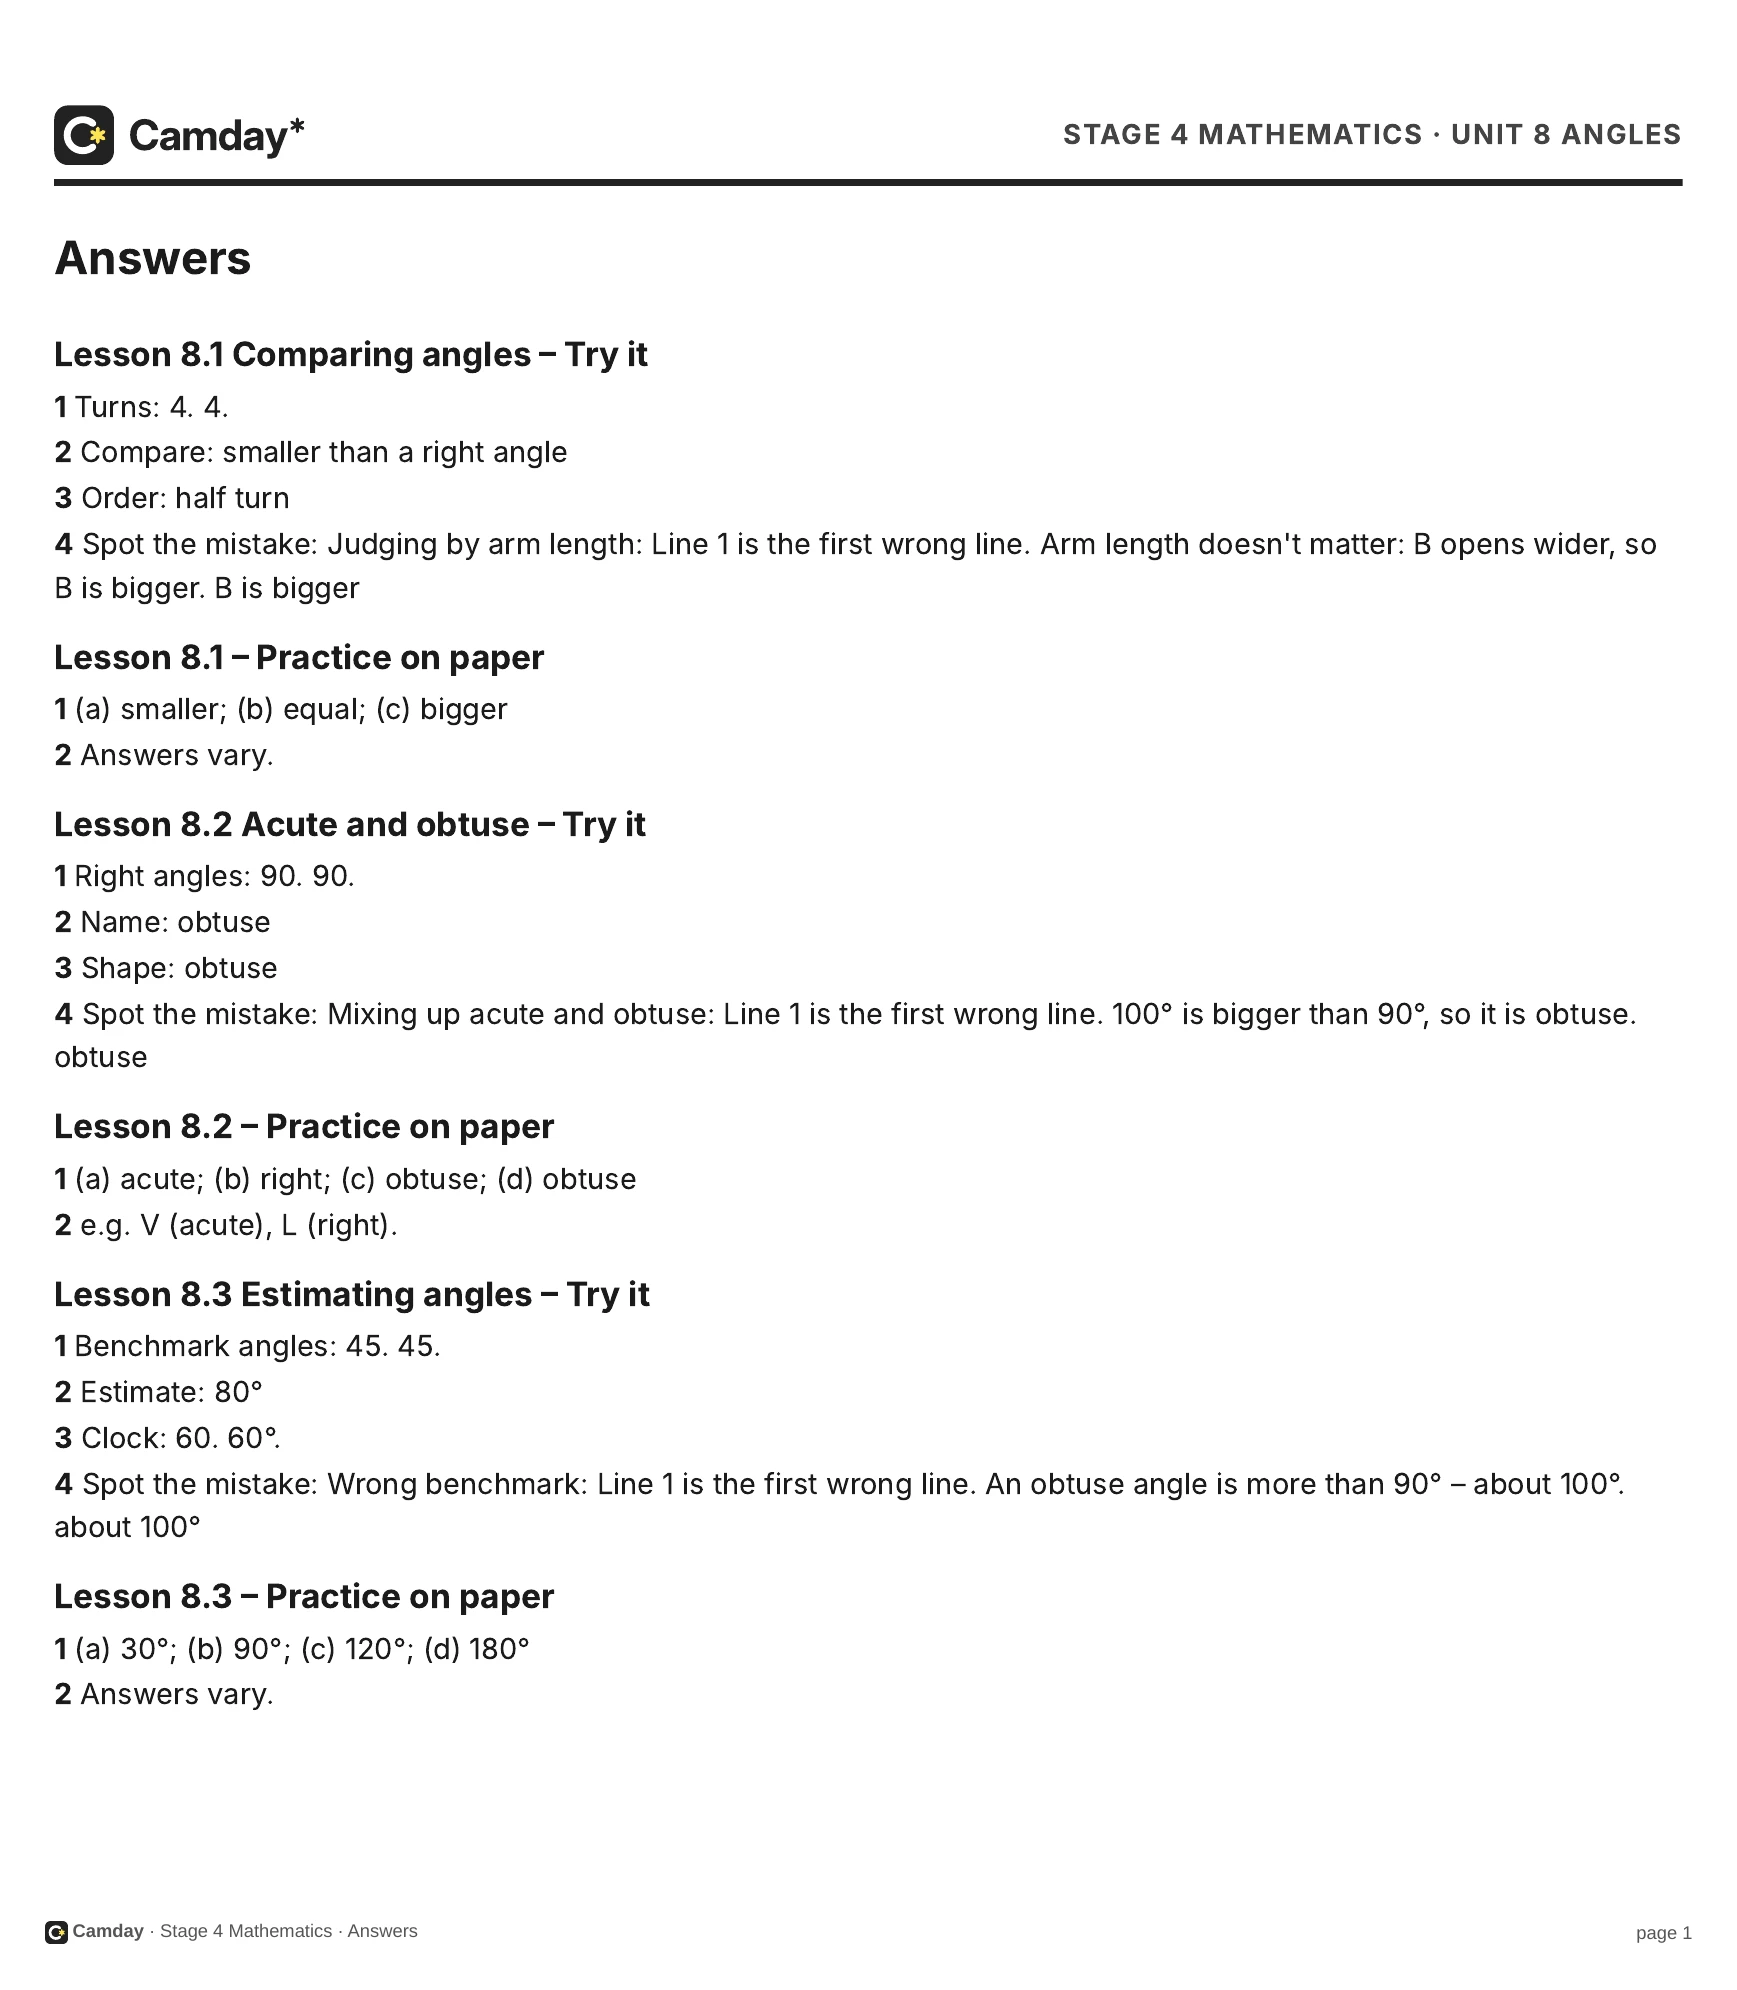 Camday*
STAGE 4 MATHEMATICS · UNIT 8 ANGLES
Answers
Lesson 8.1 Comparing angles – Try it
1 Turns: 4. 4.
2 Compare: smaller than a right angle
3 Order: half turn
4 Spot the mistake: Judging by arm length: Line 1 is the first wrong line. Arm length doesn't matter: B opens wider, so
B is bigger. B is bigger
Lesson 8.1 – Practice on paper
1 (a) smaller; (b) equal; (c) bigger
2 Answers vary.
Lesson 8.2 Acute and obtuse – Try it
1 Right angles: 90. 90.
2 Name: obtuse
3 Shape: obtuse
4 Spot the mistake: Mixing up acute and obtuse: Line 1 is the first wrong line. 100° is bigger than 90°, so it is obtuse.
obtuse
Lesson 8.2 – Practice on paper
1 (a) acute; (b) right; (c) obtuse; (d) obtuse
2 e.g. V (acute), L (right).
Lesson 8.3 Estimating angles – Try it
1 Benchmark angles: 45. 45.
2 Estimate: 80°
3 Clock: 60. 60°.
4 Spot the mistake: Wrong benchmark: Line 1 is the first wrong line. An obtuse angle is more than 90° – about 100°.
about 100°
Lesson 8.3 – Practice on paper
1 (a) 30°; (b) 90°; (c) 120°; (d) 180°
2 Answers vary.
Camday · Stage 4 Mathematics · Answers
page 1